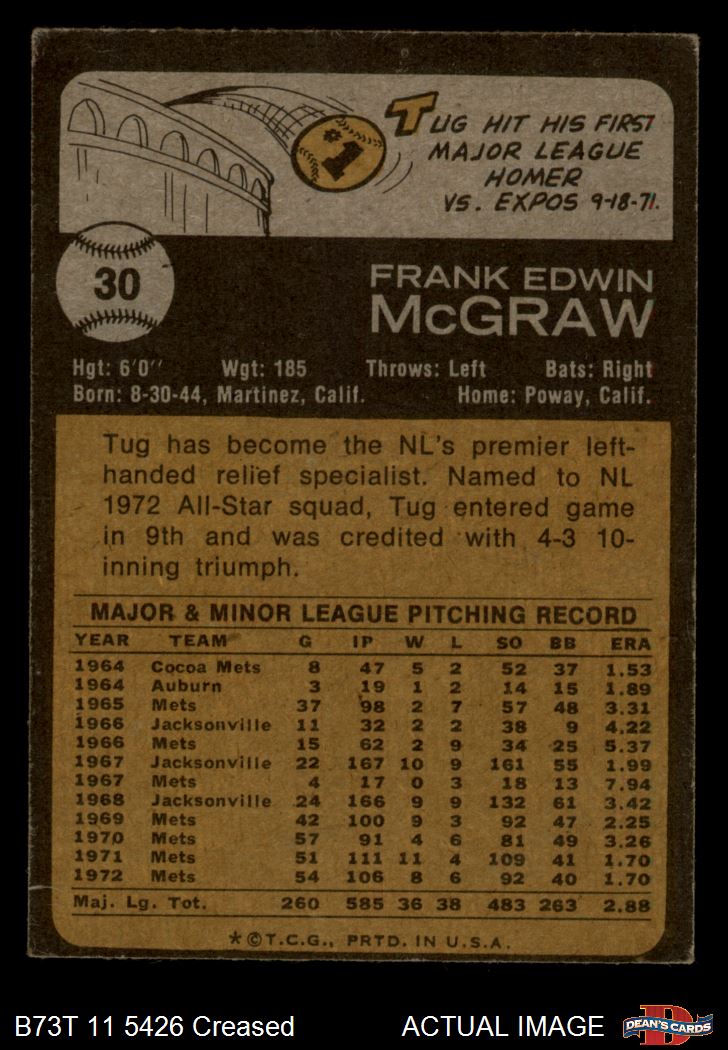 #1
TUG HIT HIS FIRST
MAJOR LEAGUE
HOMER
VS. EXPOS 9-18-71.
30
FRANK EDWIN
McGRAW
Hgt: 6'0'' Wgt: 185 Throws: Left Bats: Right
Born: 8-30-44, Martinez, Calif. Home: Poway, Calif.
Tug has become the NL's premier left-
handed relief specialist. Named to NL
1972 All-Star squad, Tug entered game
in 9th and was credited with 4-3 10-
inning triumph.
MAJOR & MINOR LEAGUE PITCHING RECORD
YEAR TEAM G IP W L SO BB ERA
1964 Cocoa Mets 8 47 5 2 52 37 1.53
1964 Auburn 3 19 1 2 14 15 1.89
1965 Mets 37 98 2 7 57 48 3.31
1966 Jacksonville 11 32 2 2 38 9 4.22
1966 Mets 15 62 2 9 34 25 5.37
1967 Jacksonville 22 167 10 9 161 55 1.99
1967 Mets 4 17 0 3 18 13 7.94
1968 Jacksonville 24 166 9 9 132 61 3.42
1969 Mets 42 100 9 3 92 47 2.25
1970 Mets 57 91 4 6 81 49 3.26
1971 Mets 51 111 11 4 109 41 1.70
1972 Mets 54 106 8 6 92 40 1.70
Maj. Lg. Tot. 260 585 36 38 483 263 2.88
*©T.C.G., PRTD. IN U.S.A.
B73T 11 5426 Creased ACTUAL IMAGE
D
DEAN'S CARDS